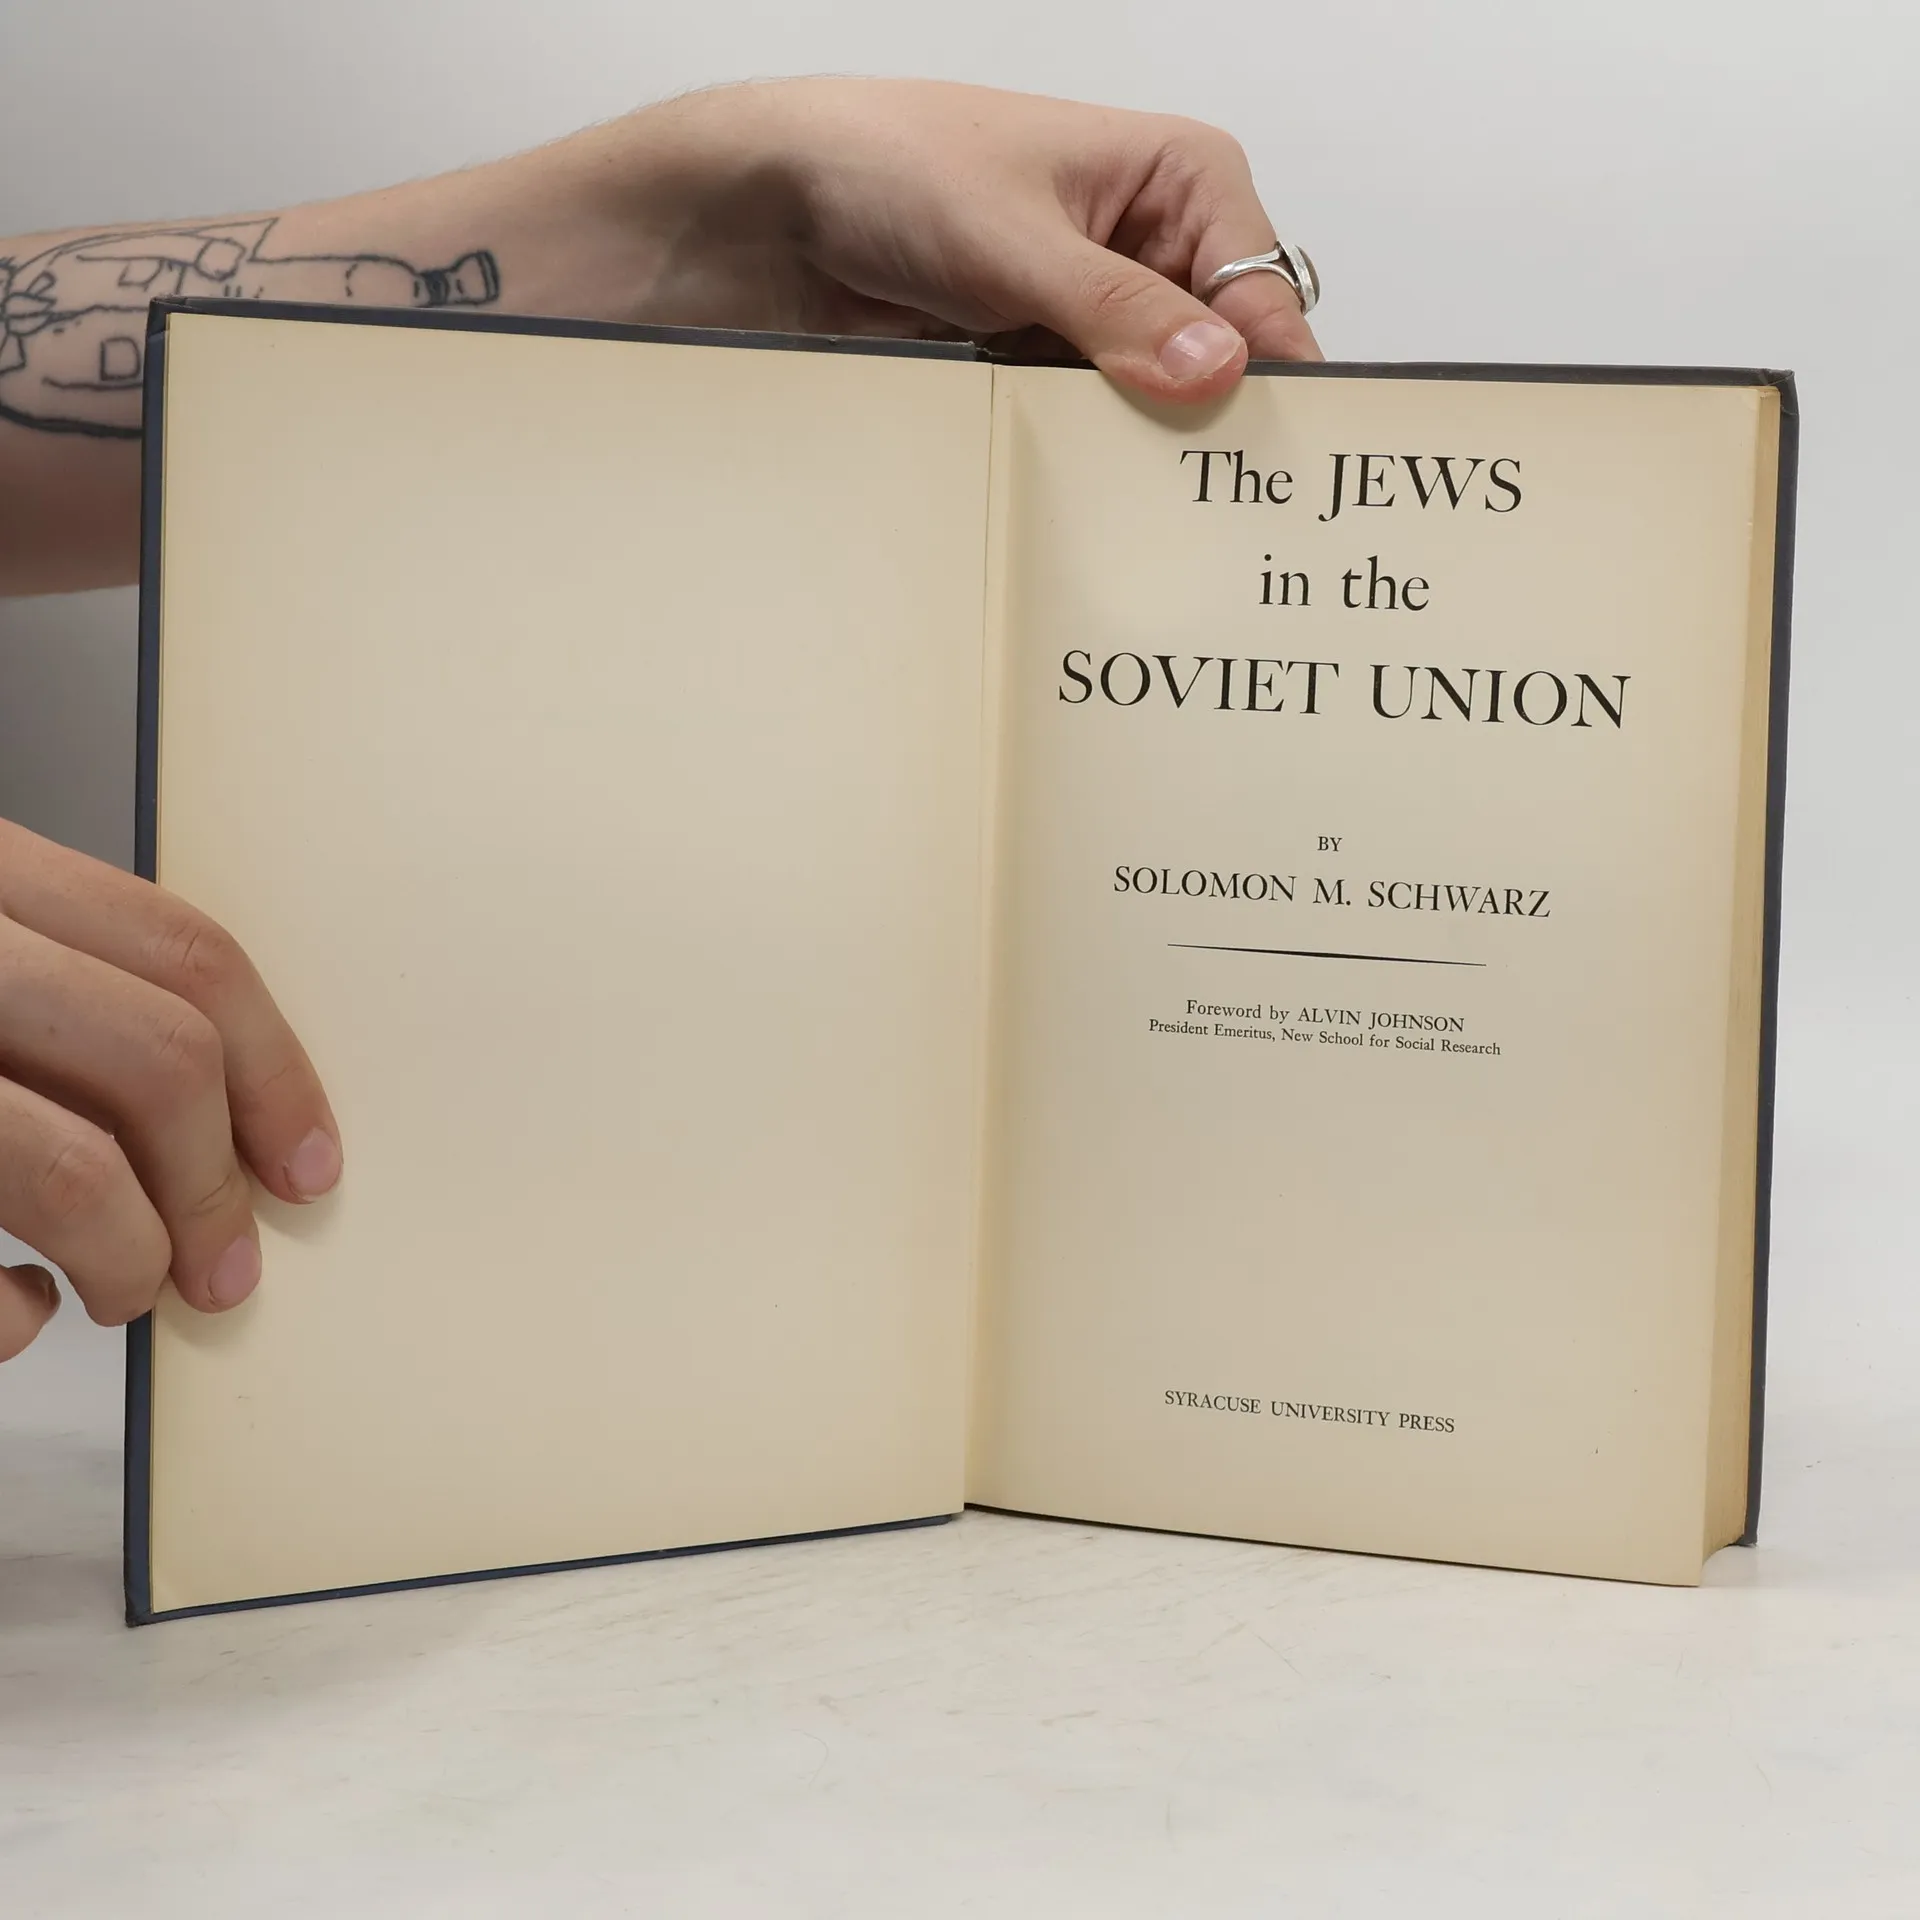 The JEWS
in the
SOVIET UNION
BY
SOLOMON M. SCHWARZ
Foreword by ALVIN JOHNSON
President Emeritus, New School for Social Research
SYRACUSE UNIVERSITY PRESS